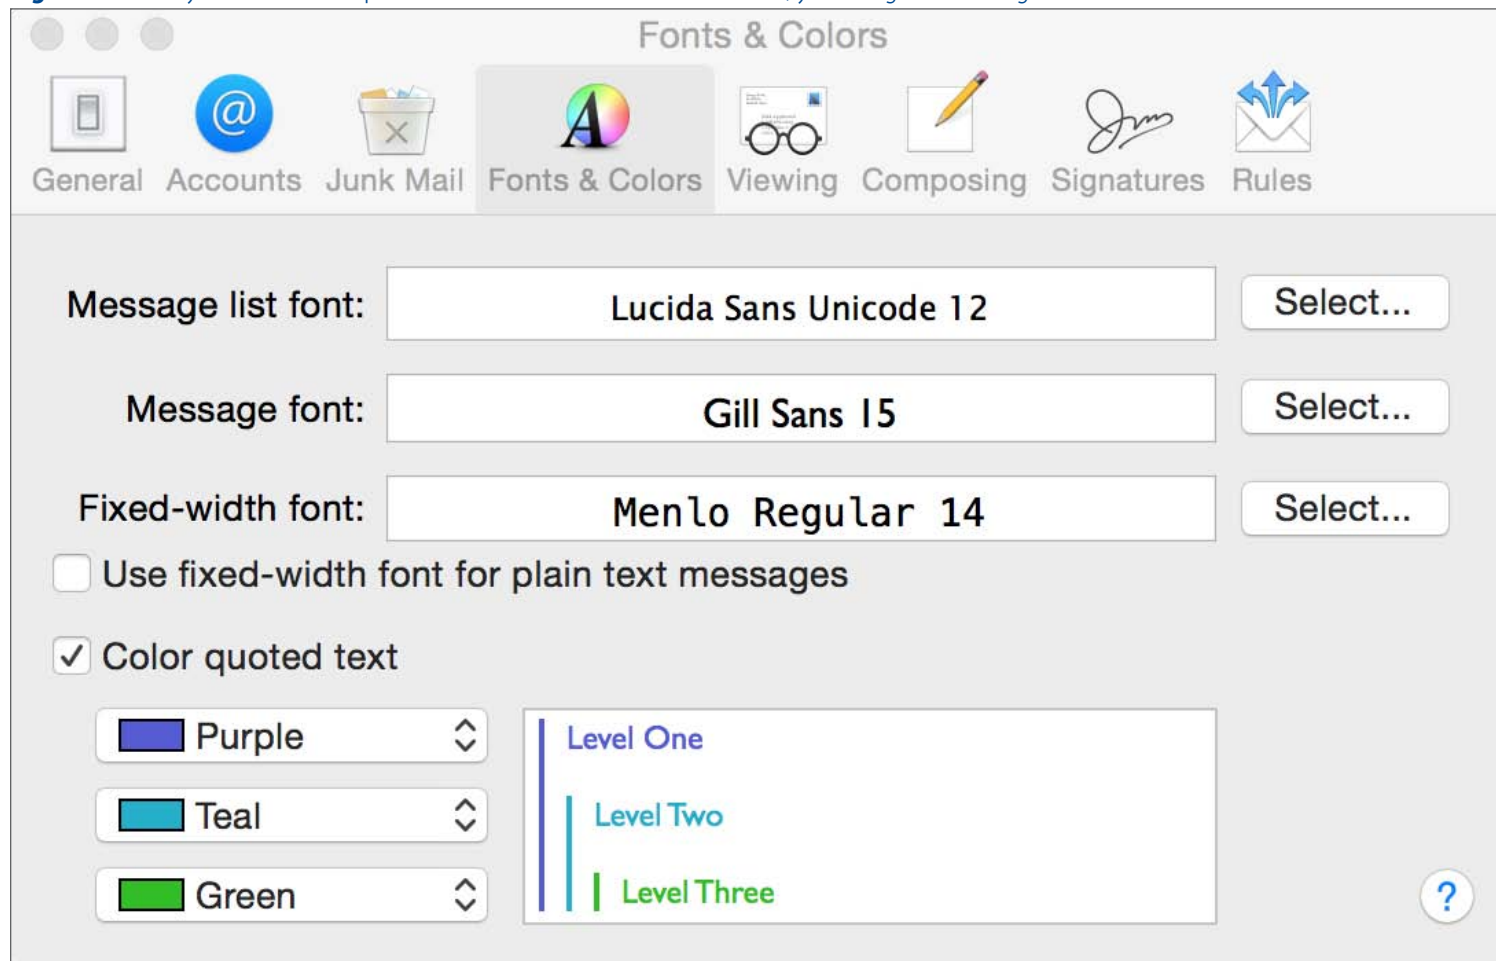 Fonts & Colors
General Accounts Junk Mail Fonts & Colors Viewing Composing Signatures Rules
Message list font: Lucida Sans Unicode 12 Select...
Message font: Gill Sans 15 Select...
Fixed-width font: Menlo Regular 14 Select...
Use fixed-width font for plain text messages
Color quoted text
Purple Level One
Teal Level Two
Green Level Three
?